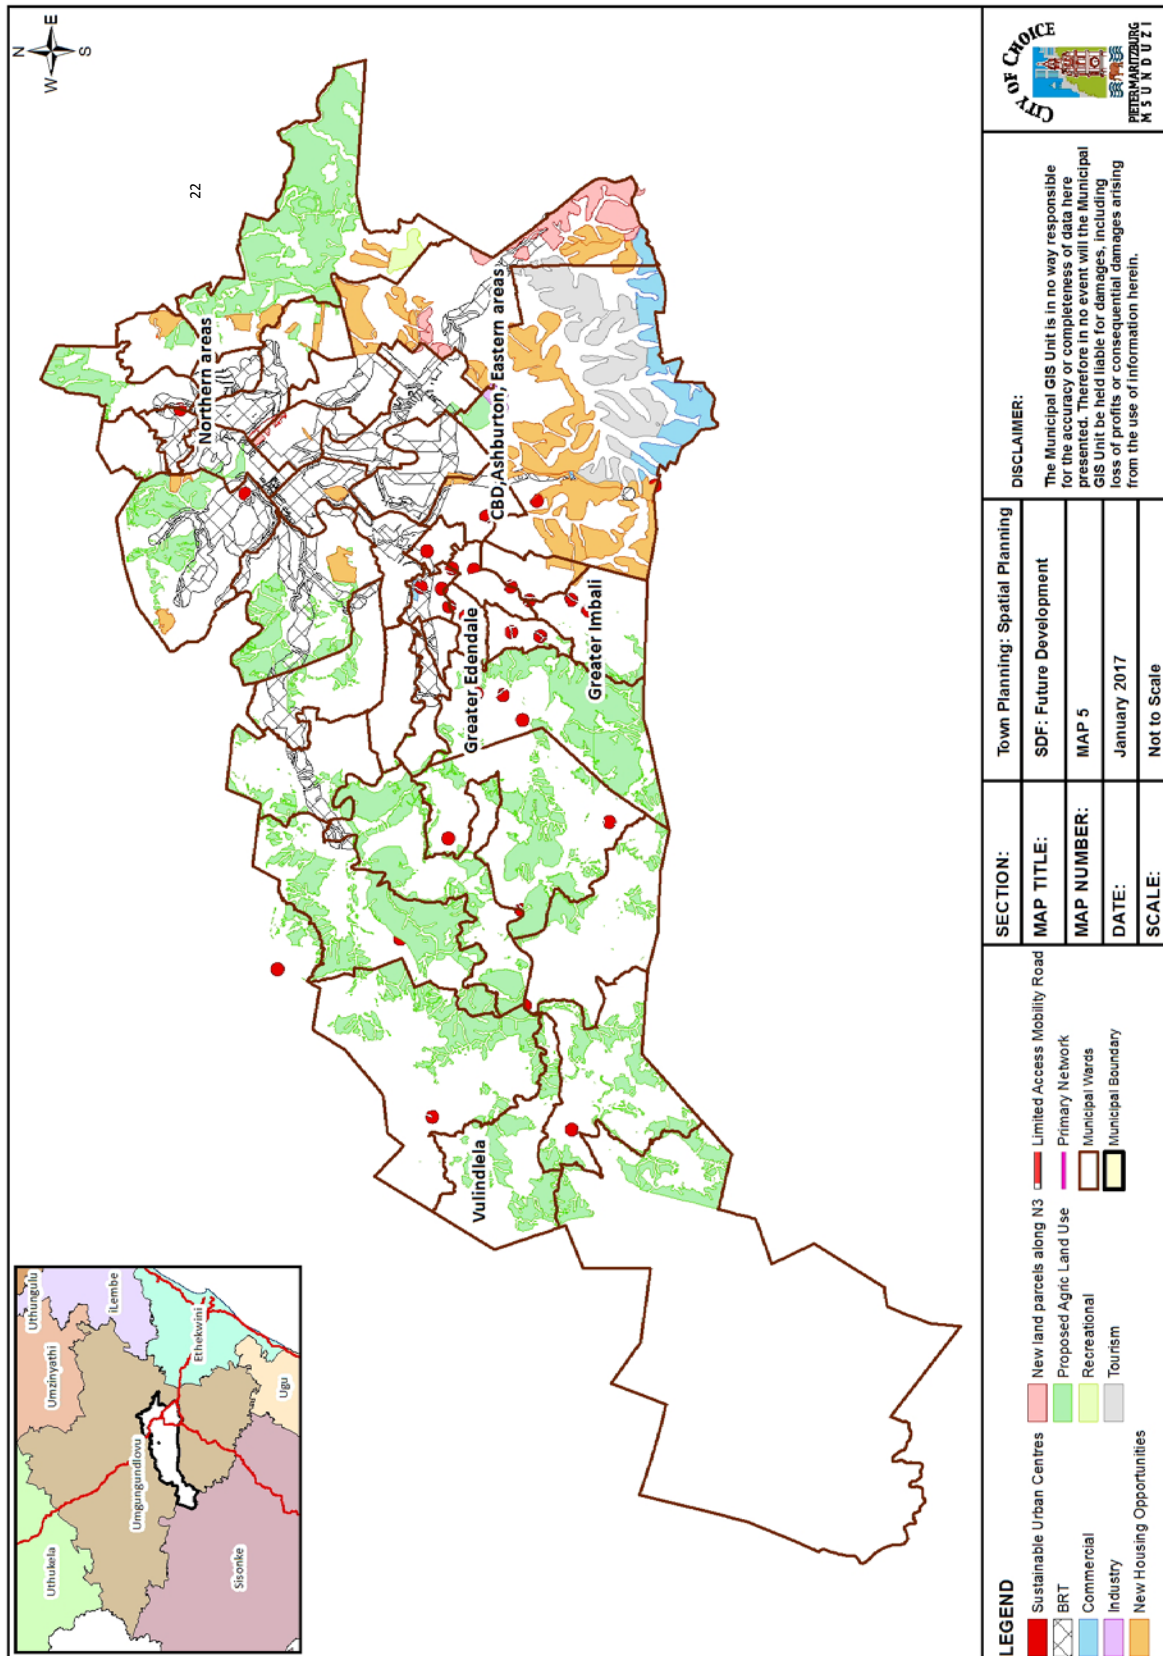 N
W
E
S
22
Northern areas
CBD, Ashburton, Eastern areas
Greater Edendale
Greater Imbali
Vulindlela
Uthungulu
Umzinyathi
iLembe
Uthukela
Umgungundlovu
Ethekwini
Ugu
Sisonke
LEGEND
Sustainable Urban Centres
BRT
Commercial
Industry
New Housing Opportunities
New land parcels along N3
Proposed Agric Land Use
Recreational
Tourism
Limited Access Mobility Road
Primary Network
Municipal Wards
Municipal Boundary
SECTION:
Town Planning: Spatial Planning
MAP TITLE:
SDF: Future Development
MAP NUMBER:
MAP 5
DATE:
January 2017
SCALE:
Not to Scale
DISCLAIMER:
The Municipal GIS Unit is in no way responsible
for the accuracy or completeness of data here
presented. Therefore in no event will the Municipal
GIS Unit be held liable for damages, including
loss of profits or consequential damages arising
from the use of information herein.
CITY OF CHOICE
PIETERMARITZBURG
MSUNDUZI